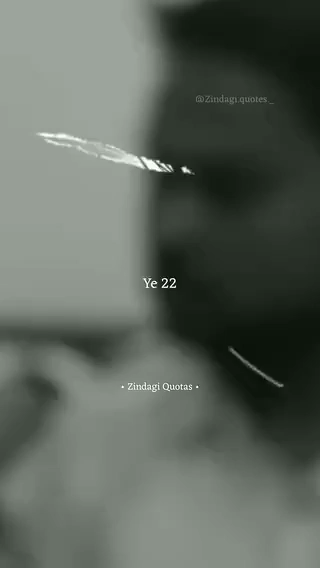 @Zindagi.quotes_
Ye 22
• Zindagi Quotas •